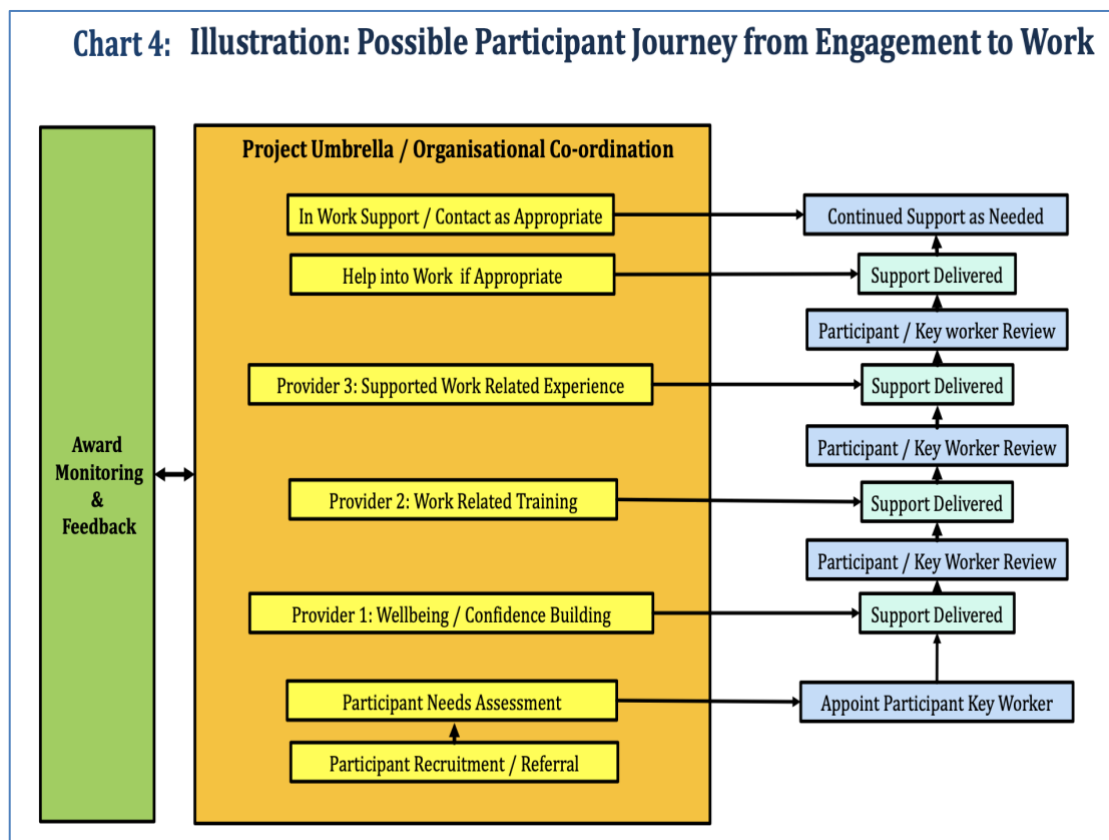 Chart 4: Illustration: Possible Participant Journey from Engagement to Work
Project Umbrella / Organisational Co-ordination
In Work Support / Contact as Appropriate
Continued Support as Needed
Help into Work if Appropriate
Support Delivered
Participant / Key worker Review
Provider 3: Supported Work Related Experience
Support Delivered
Award
Monitoring
&
Feedback
Participant / Key Worker Review
Provider 2: Work Related Training
Support Delivered
Participant / Key Worker Review
Provider 1: Wellbeing / Confidence Building
Support Delivered
Participant Needs Assessment
Appoint Participant Key Worker
Participant Recruitment / Referral